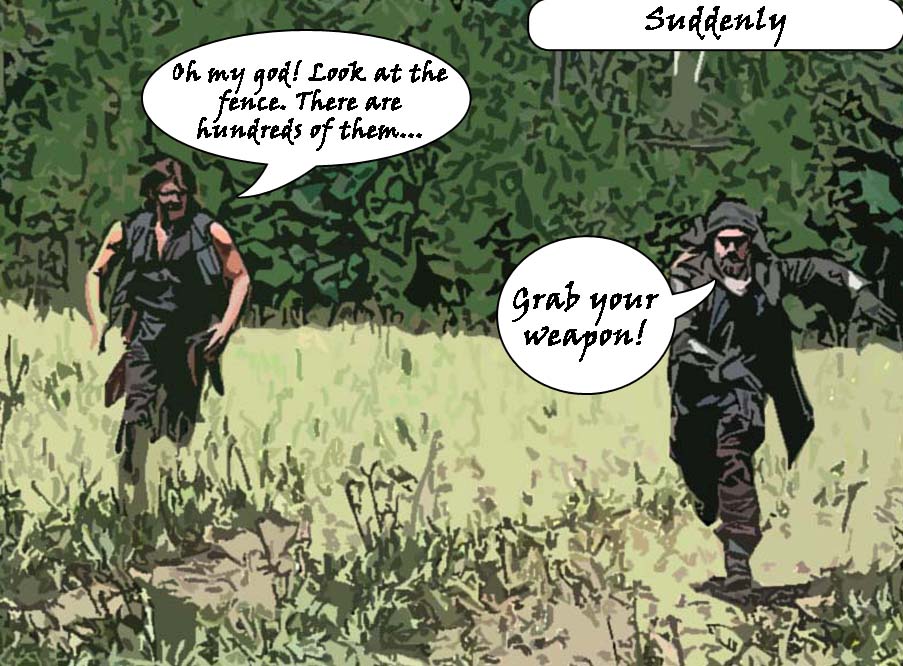 Suddenly
Oh my god! Look at the
fence. There are
hundreds of them...
Grab your
weapon!